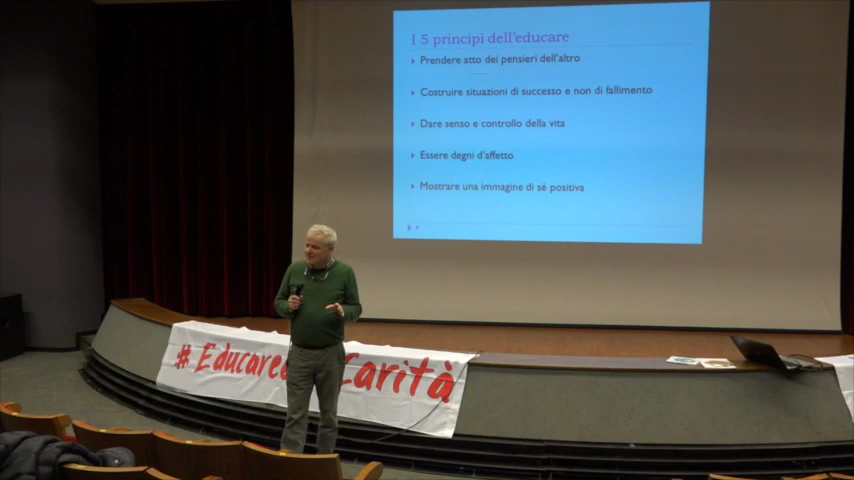 I 5 principi dell'educare
Prendere atto dei pensieri dell'altro
Costruire situazioni di successo e non di fallimento
Dare senso e controllo della vita
Essere degni d'affetto
Mostrare una immagine di sé positiva
# Educare Carità